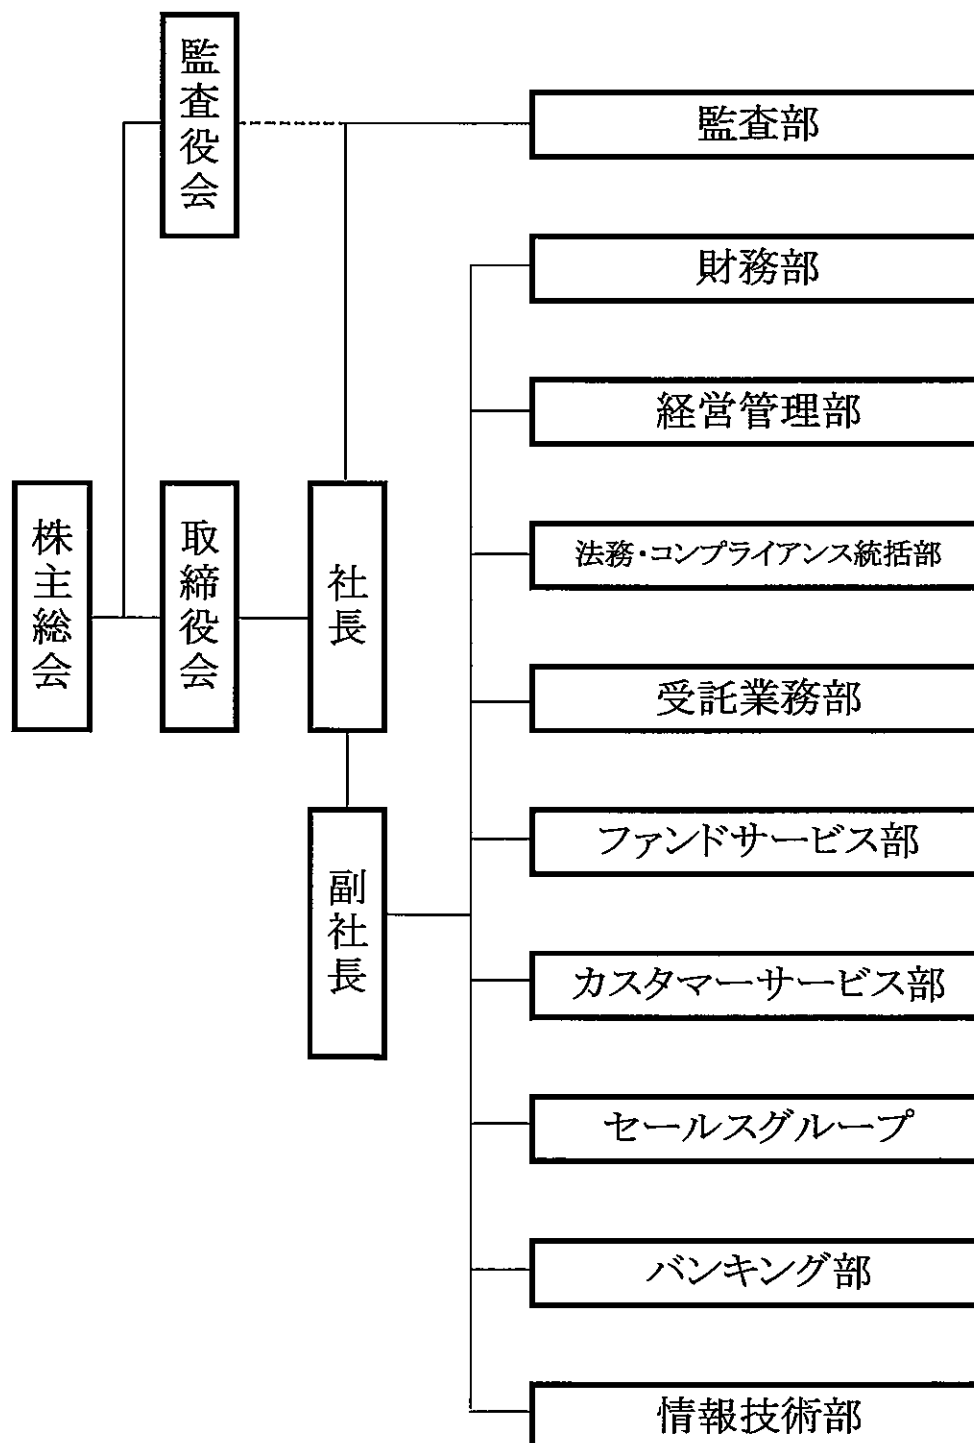 監査役会
監査部
財務部
経営管理部
株主総会
取締役会
社長
法務・コンプライアンス統括部
受託業務部
副社長
ファンドサービス部
カスタマーサービス部
セールスグループ
バンキング部
情報技術部